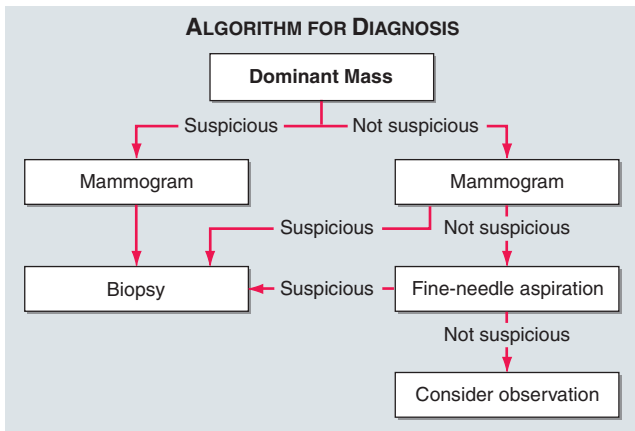 ALGORITHM FOR DIAGNOSIS
Dominant Mass
Suspicious
Not suspicious
Mammogram
Mammogram
Suspicious
Not suspicious
Biopsy
Suspicious
Fine-needle aspiration
Not suspicious
Consider observation